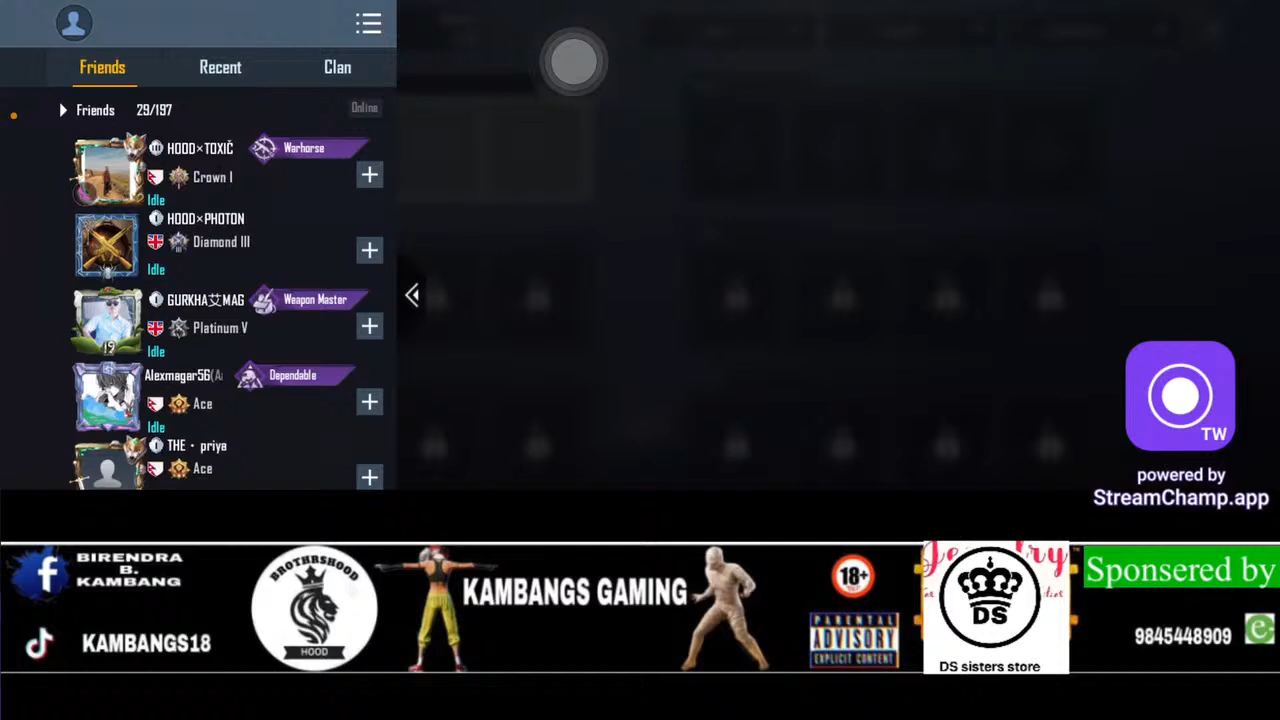 Friends
Recent
Clan
Friends 29/197
Online
HOOD×TOXIČ
Warhorse
Crown I
Idle
HOOD×PHOTON
Diamond III
Idle
GURKHA艾MAG
Weapon Master
Platinum V
19
Idle
Alexmagar56(A
Dependable
Ace
Idle
THE · priya
Ace
TW
powered by
StreamChamp.app
f
BIRENDRA
B.
KAMBANG
KAMBANGS18
BROTHRSHOOD
HOOD
KAMBANGS GAMING
18+
PARENTAL
ADVISORY
EXPLICIT CONTENT
DS
DS sisters store
Sponsered by
9845448909
e